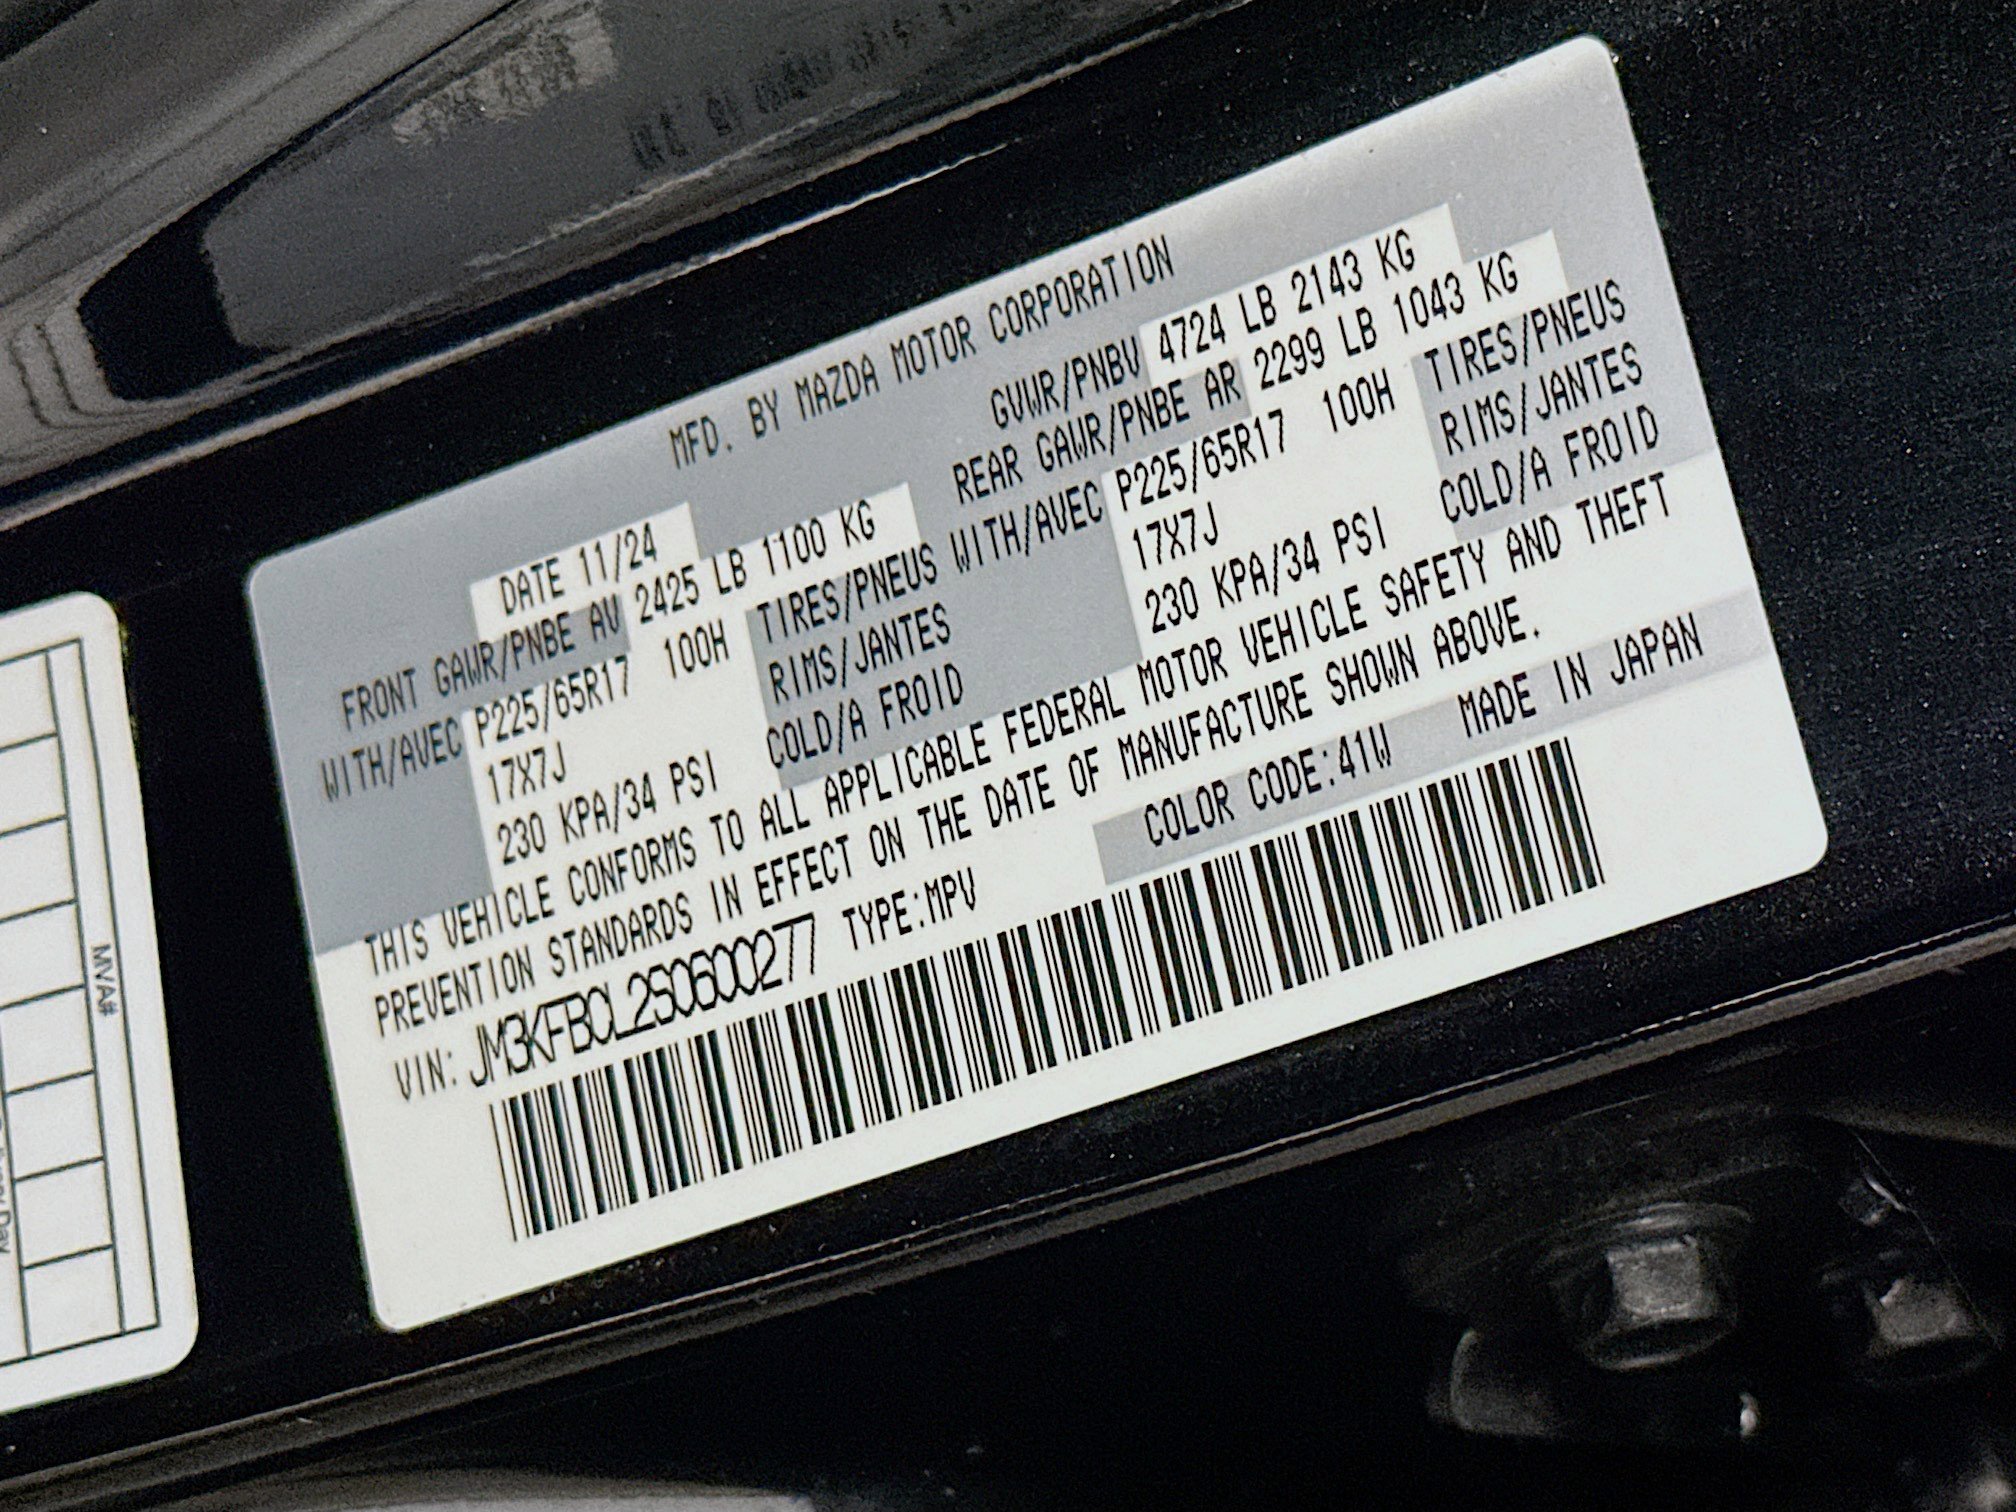 MFD. BY MAZDA MOTOR CORPORATION
DATE 11/24 GVWR/PNBV 4724 LB 2143 KG
FRONT GAWR/PNBE AV 2425 LB 1100 KG REAR GAWR/PNBE AR 2299 LB 1043 KG
WITH/AVEC P225/65R17 100H TIRES/PNEUS WITH/AVEC P225/65R17 100H TIRES/PNEUS
17X7J RIMS/JANTES 17X7J RIMS/JANTES
230 KPA/34 PSI COLD/A FROID 230 KPA/34 PSI COLD/A FROID
THIS VEHICLE CONFORMS TO ALL APPLICABLE FEDERAL MOTOR VEHICLE SAFETY AND THEFT
PREVENTION STANDARDS IN EFFECT ON THE DATE OF MANUFACTURE SHOWN ABOVE.
VIN: JM3KFBCL2S0600277 TYPE:MPV COLOR CODE:41W MADE IN JAPAN
MVA#
Day